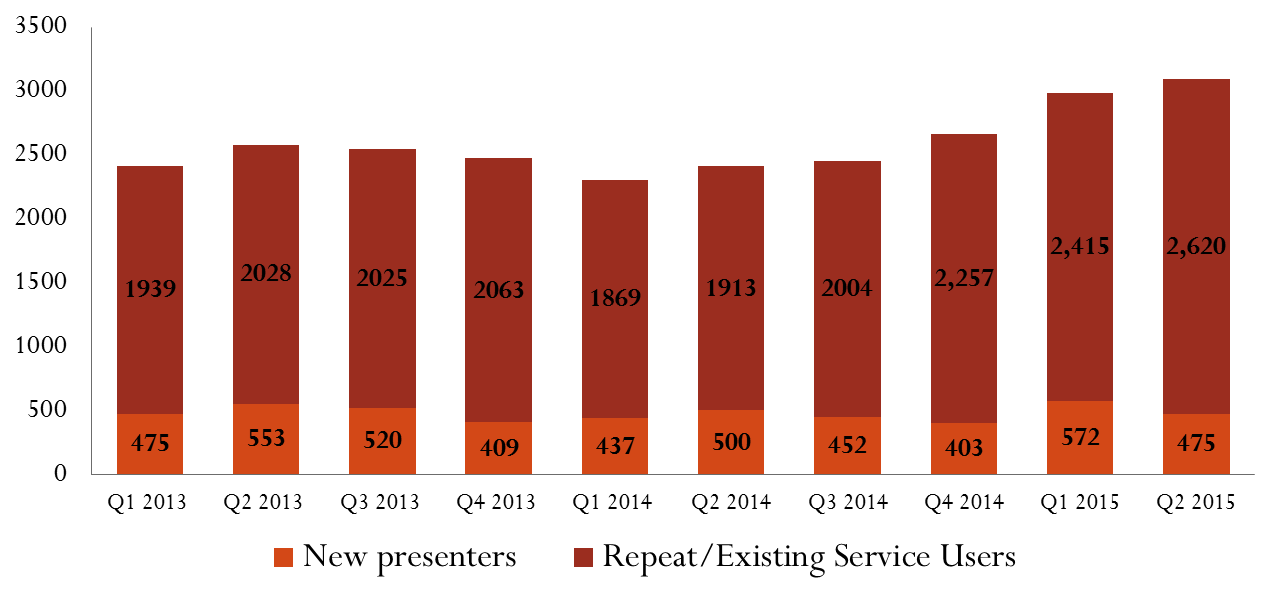 3500
3000
2500
2000
1500
1000
500
0
1939 2028 2025 2063 1869 1913 2004 2,257 2,415 2,620
475 553 520 409 437 500 452 403 572 475
Q1 2013 Q2 2013 Q3 2013 Q4 2013 Q1 2014 Q2 2014 Q3 2014 Q4 2014 Q1 2015 Q2 2015
New presenters Repeat/Existing Service Users